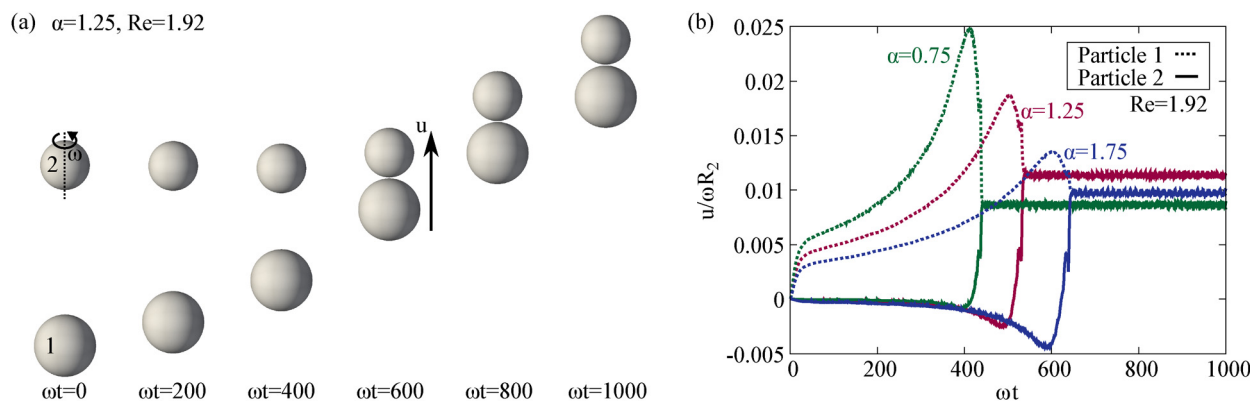 (a) α=1.25, Re=1.92
2 ω
u
1
ωt=0 ωt=200 ωt=400 ωt=600 ωt=800 ωt=1000
(b)
u/ωR₂
0.025
0.02
0.015
0.01
0.005
0
-0.005
α=0.75
α=1.25
α=1.75
Particle 1
Particle 2
Re=1.92
0 200 400 600 800 1000
ωt